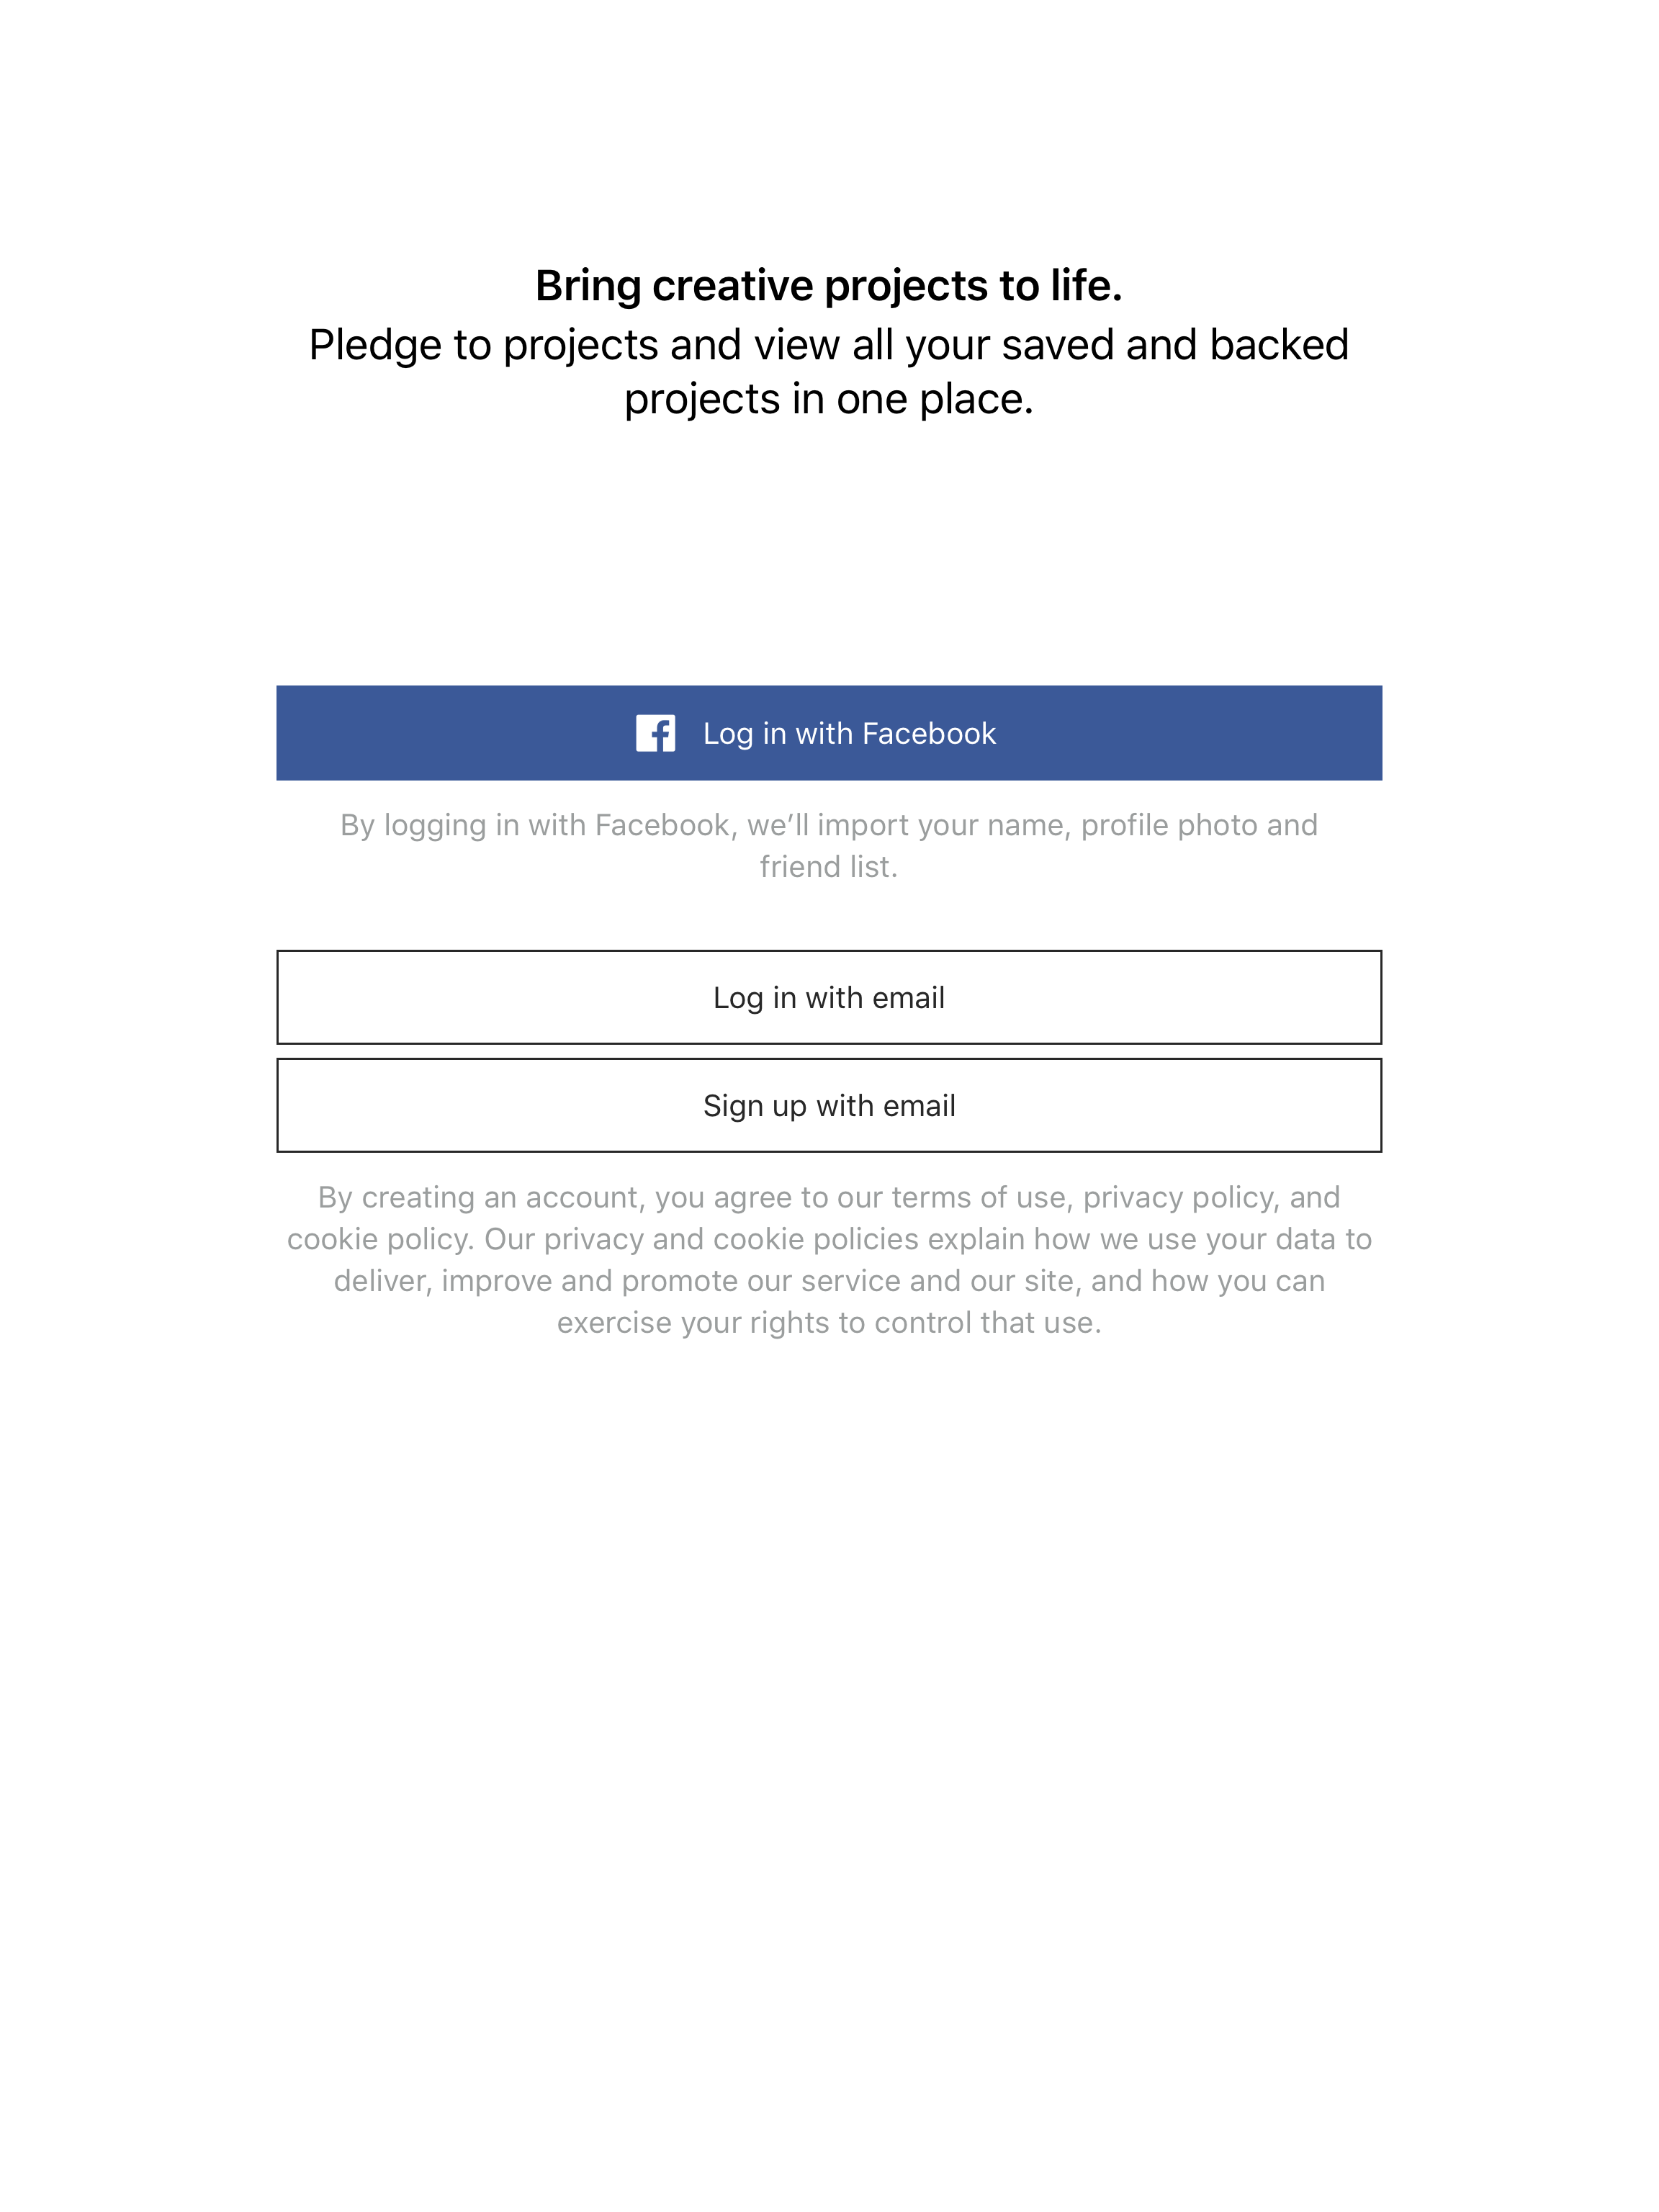 Bring creative projects to life.
Pledge to projects and view all your saved and backed
projects in one place.
Log in with Facebook
By logging in with Facebook, we’ll import your name, profile photo and
friend list.
Log in with email
Sign up with email
By creating an account, you agree to our terms of use, privacy policy, and
cookie policy. Our privacy and cookie policies explain how we use your data to
deliver, improve and promote our service and our site, and how you can
exercise your rights to control that use.